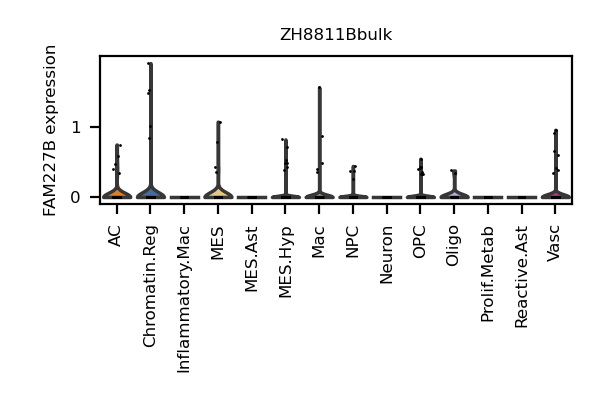 ZH8811Bbulk
FAM227B expression
1
0
AC
Chromatin.Reg
Inflammatory.Mac
MES
MES.Ast
MES.Hyp
Mac
NPC
Neuron
OPC
Oligo
Prolif.Metab
Reactive.Ast
Vasc